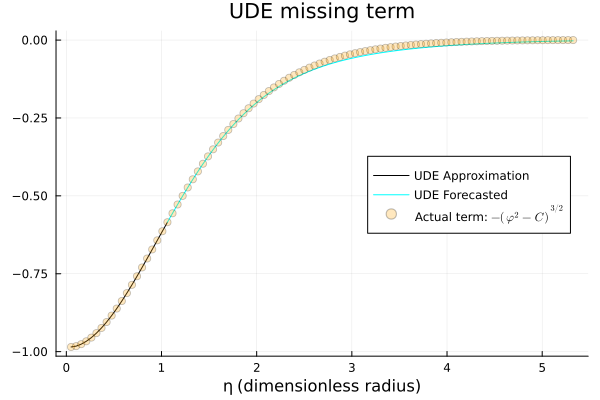 UDE missing term
0.00
−0.25
−0.50
−0.75
−1.00
UDE Approximation
UDE Forecasted
Actual term: −(φ² − C)^{3/2}
0 1 2 3 4 5
η (dimensionless radius)